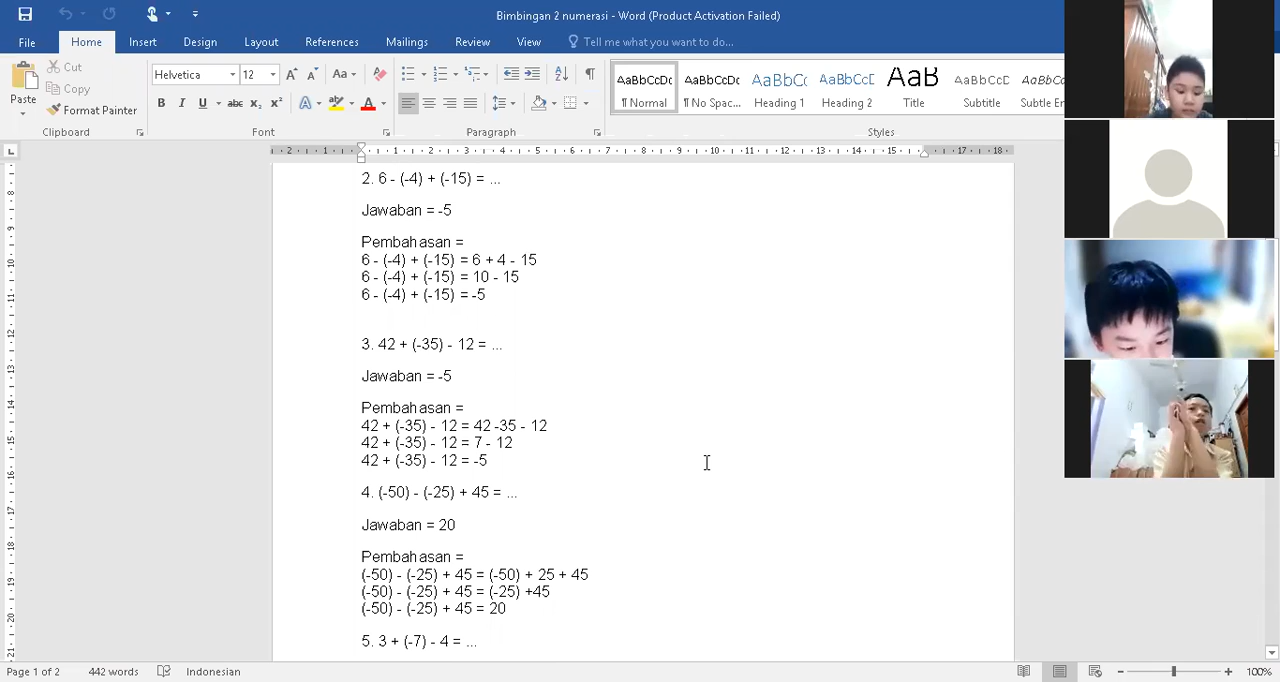 Bimbingan 2 numerasi - Word (Product Activation Failed)
File Home Insert Design Layout References Mailings Review View Tell me what you want to do...
Paste
Cut
Copy
Format Painter
Clipboard
Helvetica 12
Font
Paragraph
AaBbCcDc AaBbCcDc AaBbCc AaBbCcD AaB AaBbCcD AaBbCc
¶ Normal ¶ No Spac... Heading 1 Heading 2 Title Subtitle Subtle Em
Styles
2. 6 - (-4) + (-15) = ...
Jawaban = -5
Pembahasan =
6 - (-4) + (-15) = 6 + 4 - 15
6 - (-4) + (-15) = 10 - 15
6 - (-4) + (-15) = -5
3. 42 + (-35) - 12 = ...
Jawaban = -5
Pembahasan =
42 + (-35) - 12 = 42 -35 - 12
42 + (-35) - 12 = 7 - 12
42 + (-35) - 12 = -5
4. (-50) - (-25) + 45 = ...
Jawaban = 20
Pembahasan =
(-50) - (-25) + 45 = (-50) + 25 + 45
(-50) - (-25) + 45 = (-25) +45
(-50) - (-25) + 45 = 20
5. 3 + (-7) - 4 = ...
Page 1 of 2 442 words Indonesian 100%